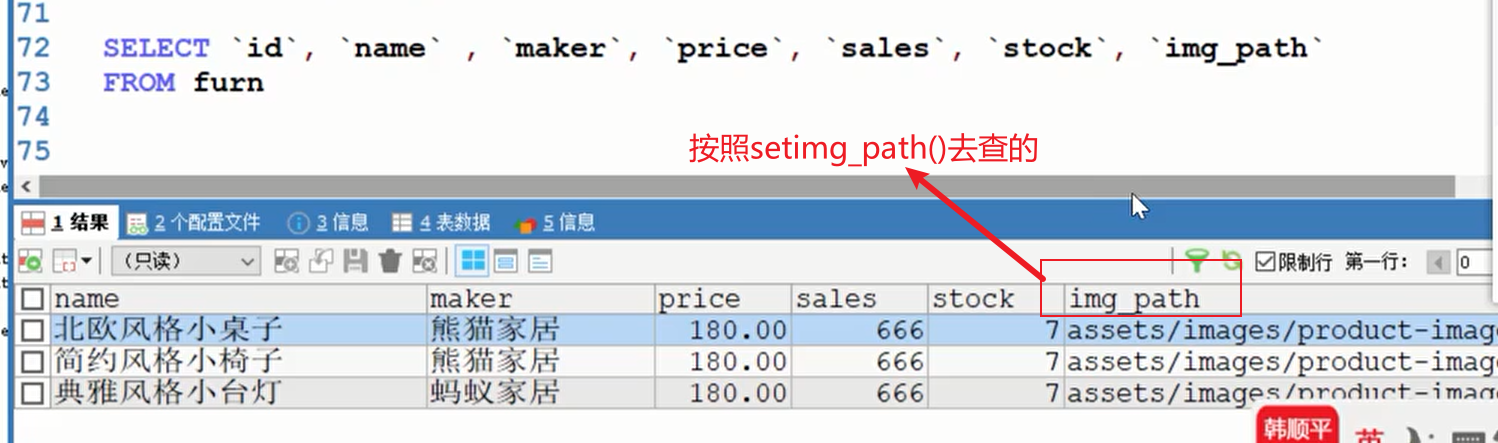 71
72 SELECT `id`, `name` , `maker`, `price`, `sales`, `stock`, `img_path`
73 FROM furn
74
75
按照setimg_path()去查的
1 结果 2 个配置文件 3 信息 4 表数据 5 信息
（只读） 限制行 第一行: 0
name maker price sales stock img_path
北欧风格小桌子 熊猫家居 180.00 666 7 assets/images/product-imag
简约风格小椅子 熊猫家居 180.00 666 7 assets/images/product-imag
典雅风格小台灯 蚂蚁家居 180.00 666 7 assets/images/product-imag
韩顺平 英